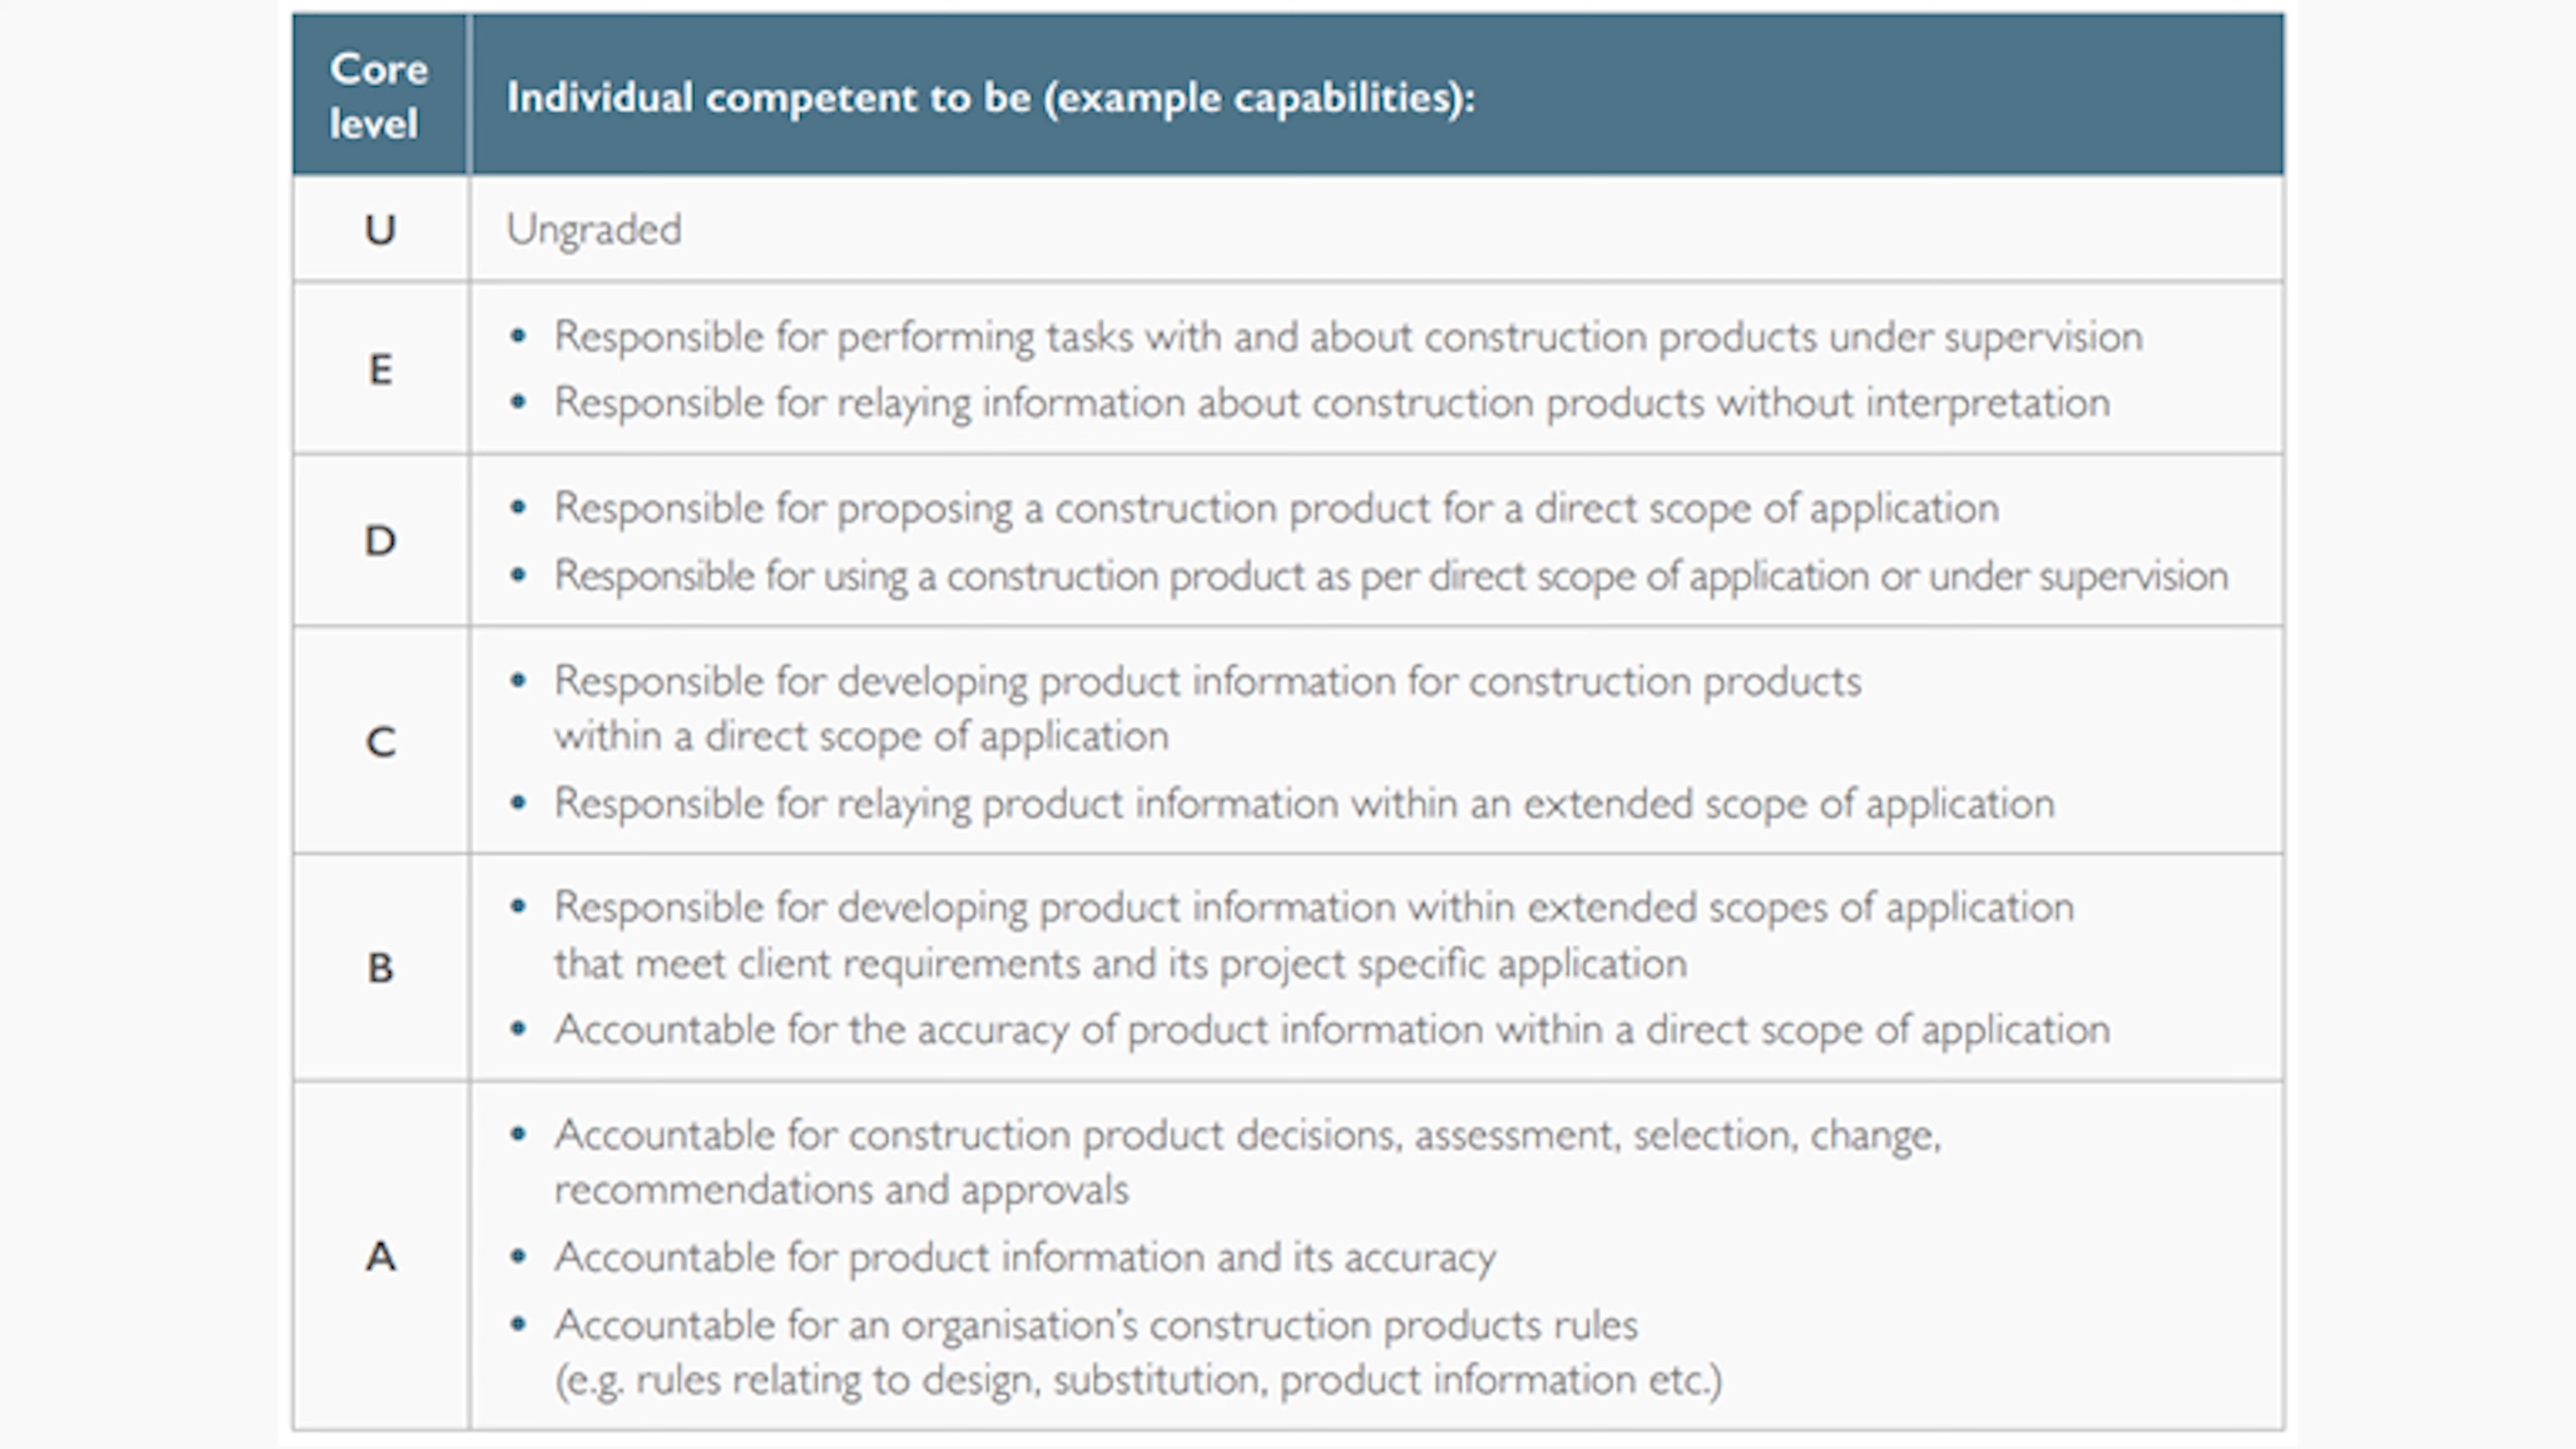 Core
level
Individual competent to be (example capabilities):
U
Ungraded
E
• Responsible for performing tasks with and about construction products under supervision
• Responsible for relaying information about construction products without interpretation
D
• Responsible for proposing a construction product for a direct scope of application
• Responsible for using a construction product as per direct scope of application or under supervision
C
• Responsible for developing product information for construction products
within a direct scope of application
• Responsible for relaying product information within an extended scope of application
B
• Responsible for developing product information within extended scopes of application
that meet client requirements and its project specific application
• Accountable for the accuracy of product information within a direct scope of application
A
• Accountable for construction product decisions, assessment, selection, change,
recommendations and approvals
• Accountable for product information and its accuracy
• Accountable for an organisation’s construction products rules
(e.g. rules relating to design, substitution, product information etc.)